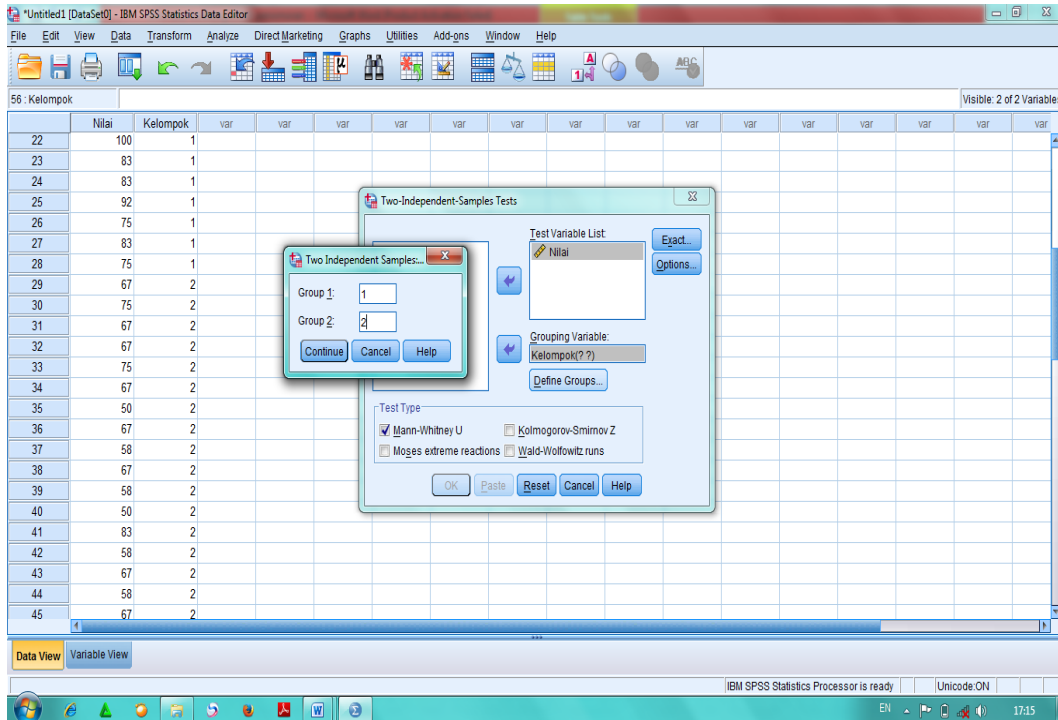 *Untitled1 [DataSet0] - IBM SPSS Statistics Data Editor
File Edit View Data Transform Analyze Direct Marketing Graphs Utilities Add-ons Window Help
56 : Kelompok
Visible: 2 of 2 Variable
Nilai Kelompok var var var var var var var var var var var var var var
22 100 1
23 83 1
24 83 1
25 92 1
26 75 1
27 83 1
28 75 1
29 67 2
30 75 2
31 67 2
32 67 2
33 75 2
34 67 2
35 50 2
36 67 2
37 58 2
38 67 2
39 58 2
40 50 2
41 83 2
42 58 2
43 67 2
44 58 2
45 67 2
Two-Independent-Samples Tests
Test Variable List:
Nilai
Exact...
Options...
Grouping Variable:
Kelompok(? ?)
Define Groups...
Test Type
Mann-Whitney U Kolmogorov-Smirnov Z
Moses extreme reactions Wald-Wolfowitz runs
OK Paste Reset Cancel Help
Two Independent Samples:...
Group 1: 1
Group 2: 2
Continue Cancel Help
Data View Variable View
IBM SPSS Statistics Processor is ready Unicode:ON
EN 17:15